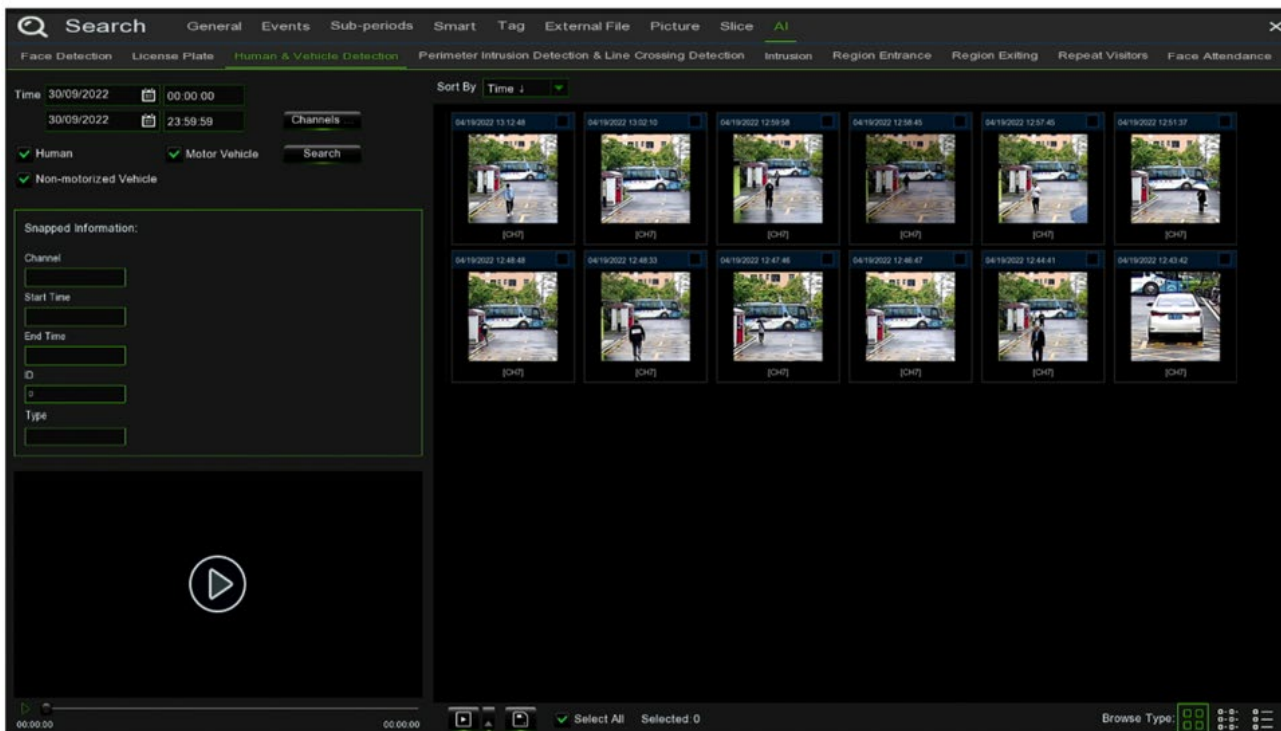 Search General Events Sub-periods Smart Tag External File Picture Slice AI
Face Detection License Plate Human & Vehicle Detection Perimeter Intrusion Detection & Line Crossing Detection Intrusion Region Entrance Region Exiting Repeat Visitors Face Attendance
Time 30/09/2022 00:00:00
30/09/2022 23:59:59 Channels
Human Motor Vehicle Search
Non-motorized Vehicle
Snapped Information:
Channel
Start Time
End Time
ID
0
Type
00:00:00 00:00:00
Sort By Time ↓
04/19/2022 13:12:48 04/19/2022 13:02:10 04/19/2022 12:59:58 04/19/2022 12:58:45 04/19/2022 12:57:45 04/19/2022 12:51:37
[CH7] [CH7] [CH7] [CH7] [CH7] [CH7]
04/19/2022 12:48:48 04/19/2022 12:48:33 04/19/2022 12:47:46 04/19/2022 12:46:47 04/19/2022 12:44:41 04/19/2022 12:43:42
[CH7] [CH7] [CH7] [CH7] [CH7] [CH7]
Select All Selected:0 Browse Type: